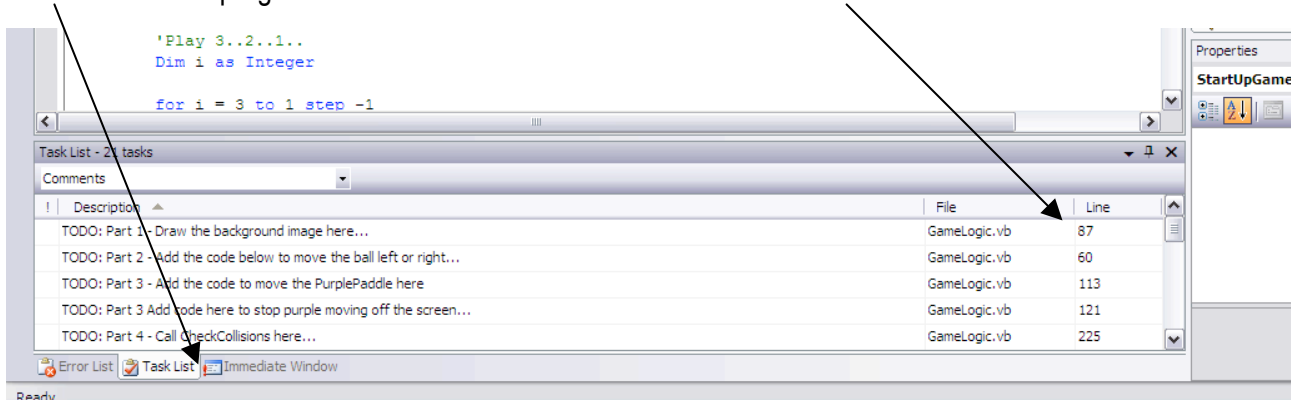 'Play 3..2..1..
Dim i as Integer
for i = 3 to 1 step -1
Properties
StartUpGame
Task List - 21 tasks
Comments
! Description File Line
TODO: Part 1 - Draw the background image here... GameLogic.vb 87
TODO: Part 2 - Add the code below to move the ball left or right... GameLogic.vb 60
TODO: Part 3 - Add the code to move the PurplePaddle here GameLogic.vb 113
TODO: Part 3 Add code here to stop purple moving off the screen... GameLogic.vb 121
TODO: Part 4 - Call CheckCollisions here... GameLogic.vb 225
Error List Task List Immediate Window
Ready